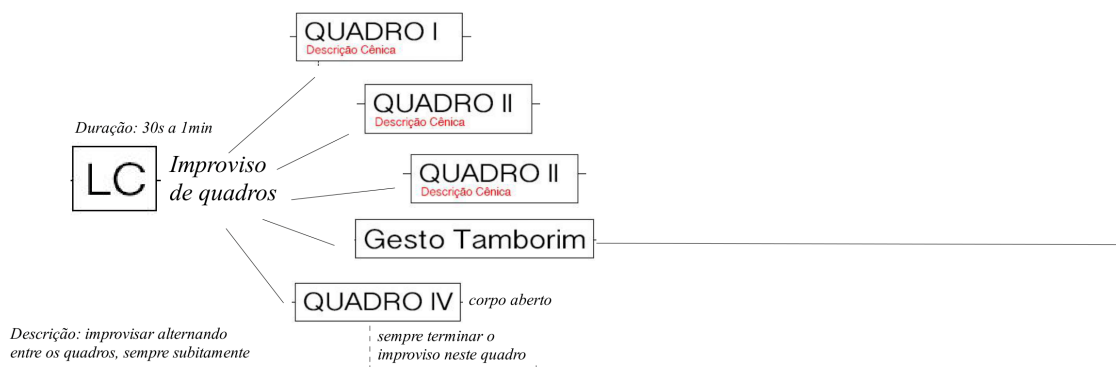 QUADRO I
Descrição Cênica
QUADRO II
Descrição Cênica
Duração: 30s a 1min
LC
Improviso
de quadros
QUADRO II
Descrição Cênica
Gesto Tamborim
QUADRO IV
corpo aberto
Descrição: improvisar alternando
entre os quadros, sempre subitamente
sempre terminar o
improviso neste quadro